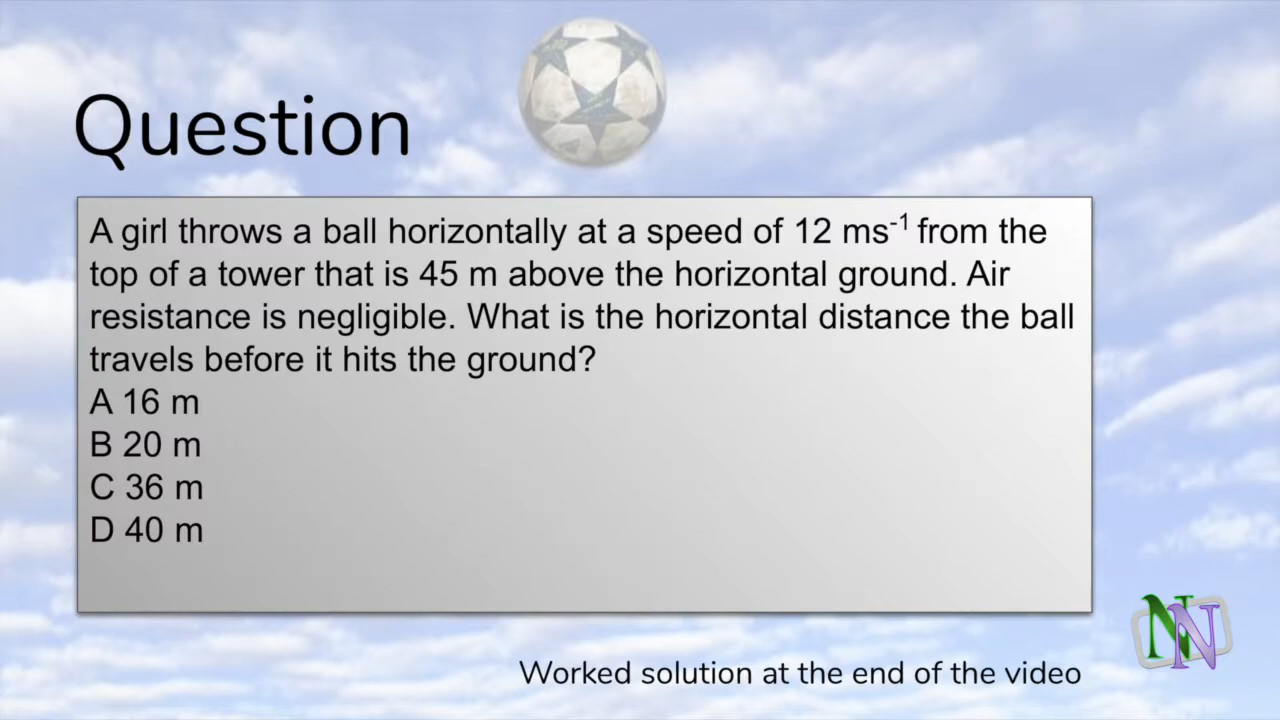 Question
A girl throws a ball horizontally at a speed of 12 ms⁻¹ from the
top of a tower that is 45 m above the horizontal ground. Air
resistance is negligible. What is the horizontal distance the ball
travels before it hits the ground?
A 16 m
B 20 m
C 36 m
D 40 m
NN
Worked solution at the end of the video